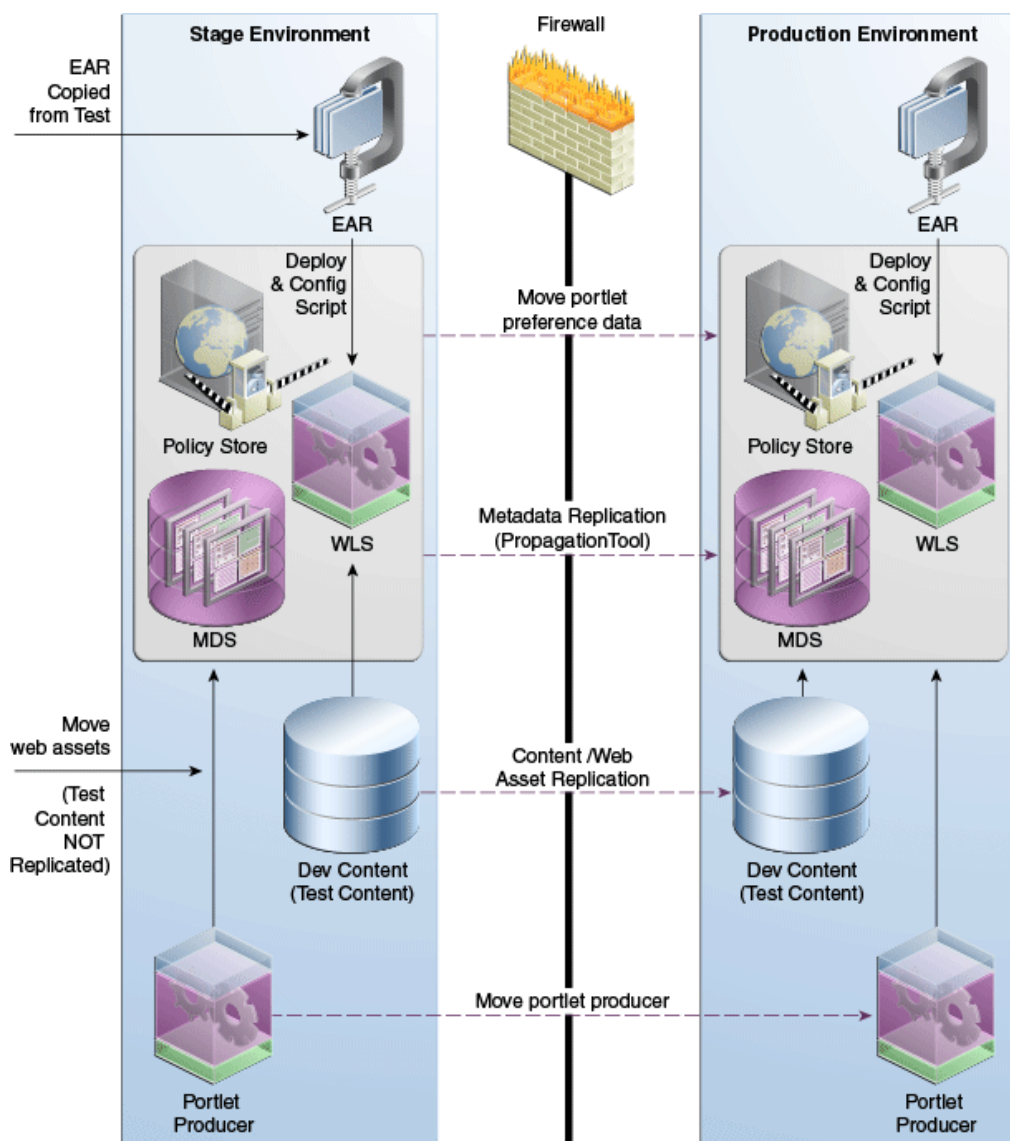 Stage Environment
Firewall
Production Environment
EAR
Copied
from Test
EAR
EAR
Deploy
& Config
Script
Deploy
& Config
Script
Move portlet
preference data
Policy Store
Policy Store
WLS
WLS
Metadata Replication
(PropagationTool)
MDS
MDS
Move
web assets
(Test
Content
NOT
Replicated)
Content /Web
Asset Replication
Dev Content
(Test Content)
Dev Content
(Test Content)
Move portlet producer
Portlet
Producer
Portlet
Producer